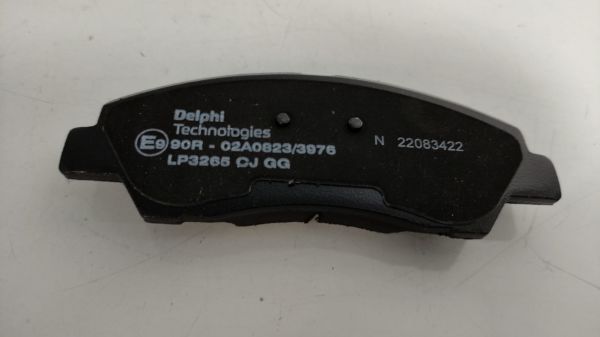 Delphi
Technologies
E9 90R - 02A0823/3976
LP3265 CJ GG
N 22083422